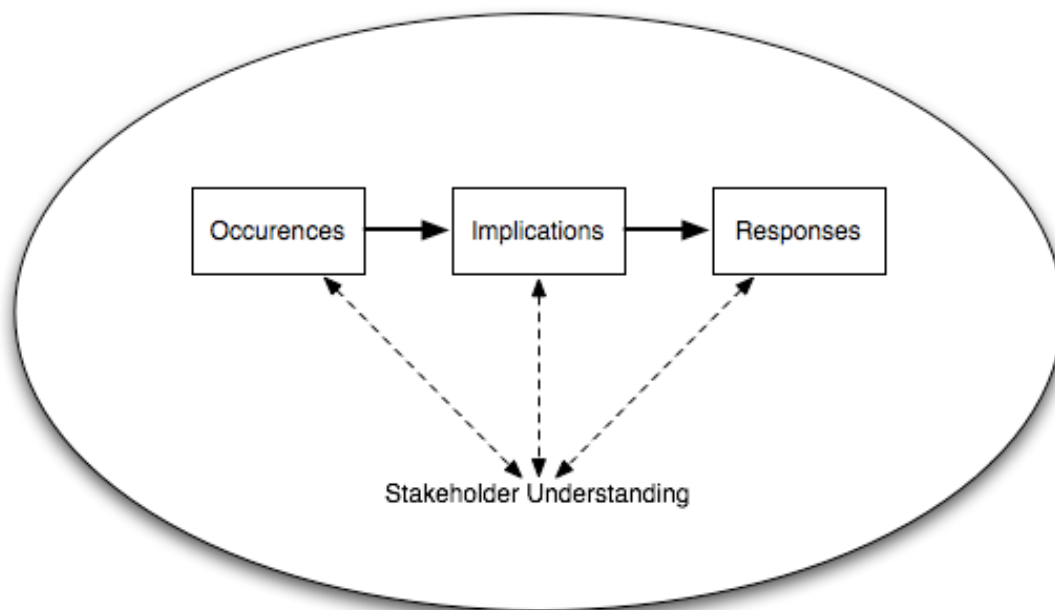 Occurences
Implications
Responses
Stakeholder Understanding